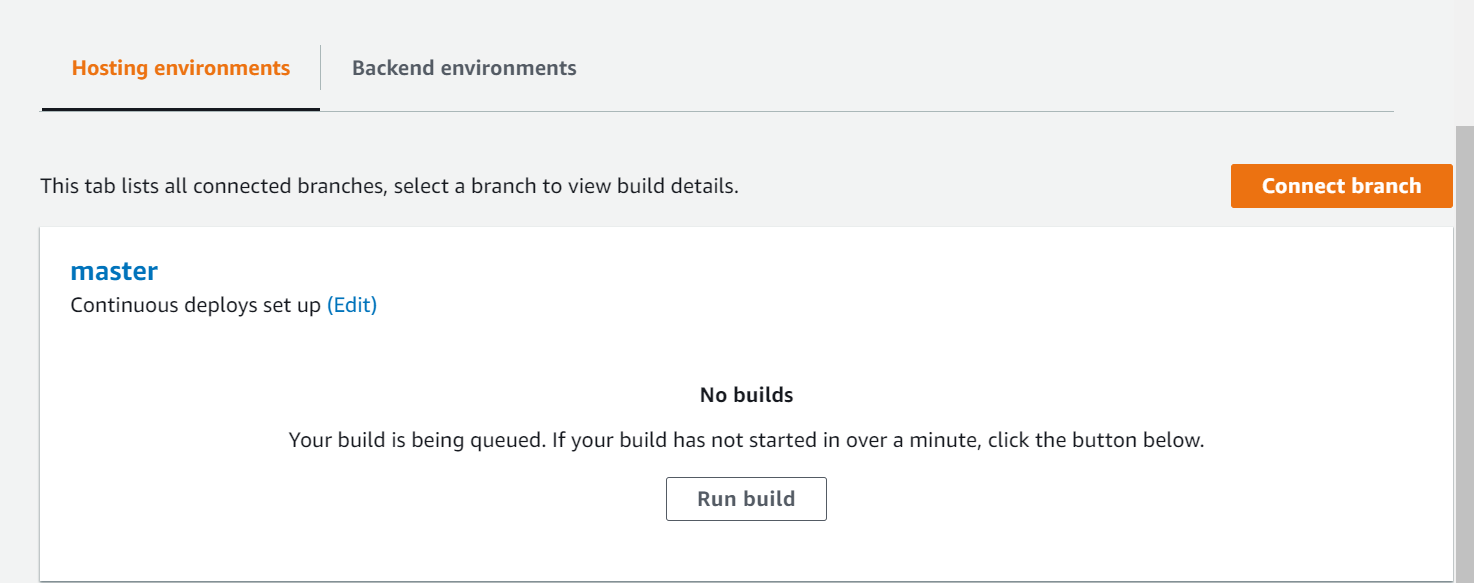 Hosting environments
Backend environments
This tab lists all connected branches, select a branch to view build details.
Connect branch
master
Continuous deploys set up (Edit)
No builds
Your build is being queued. If your build has not started in over a minute, click the button below.
Run build